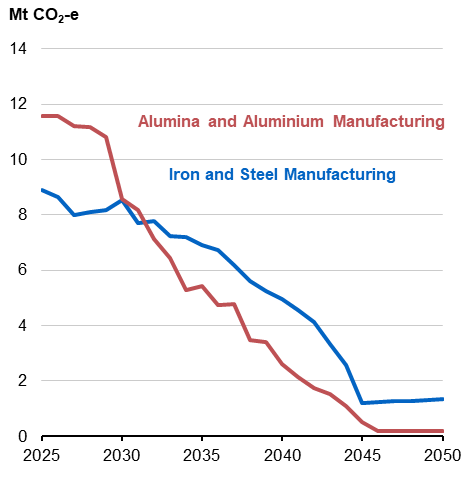 Mt CO₂-e
14
12
Alumina and Aluminium Manufacturing
10
Iron and Steel Manufacturing
8
6
4
2
0
2025 2030 2035 2040 2045 2050